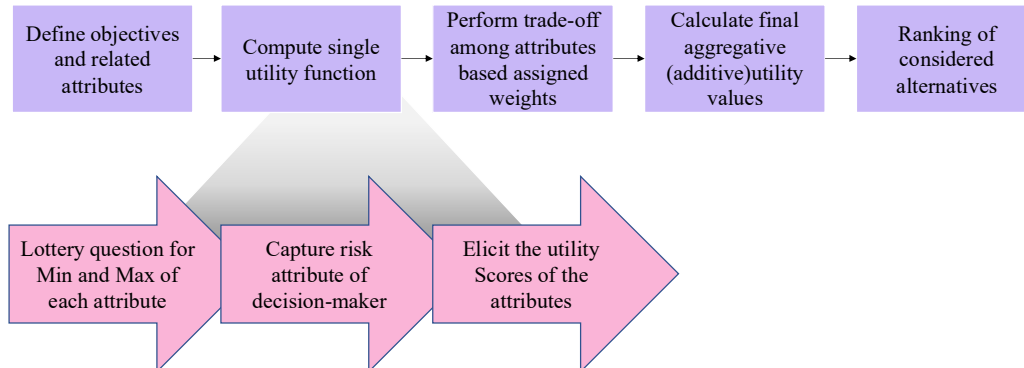 Define objectives
and related
attributes
Compute single
utility function
Perform trade-off
among attributes
based assigned
weights
Calculate final
aggregative
(additive)utility
values
Ranking of
considered
alternatives
Lottery question for
Min and Max of
each attribute
Capture risk
attribute of
decision-maker
Elicit the utility
Scores of the
attributes